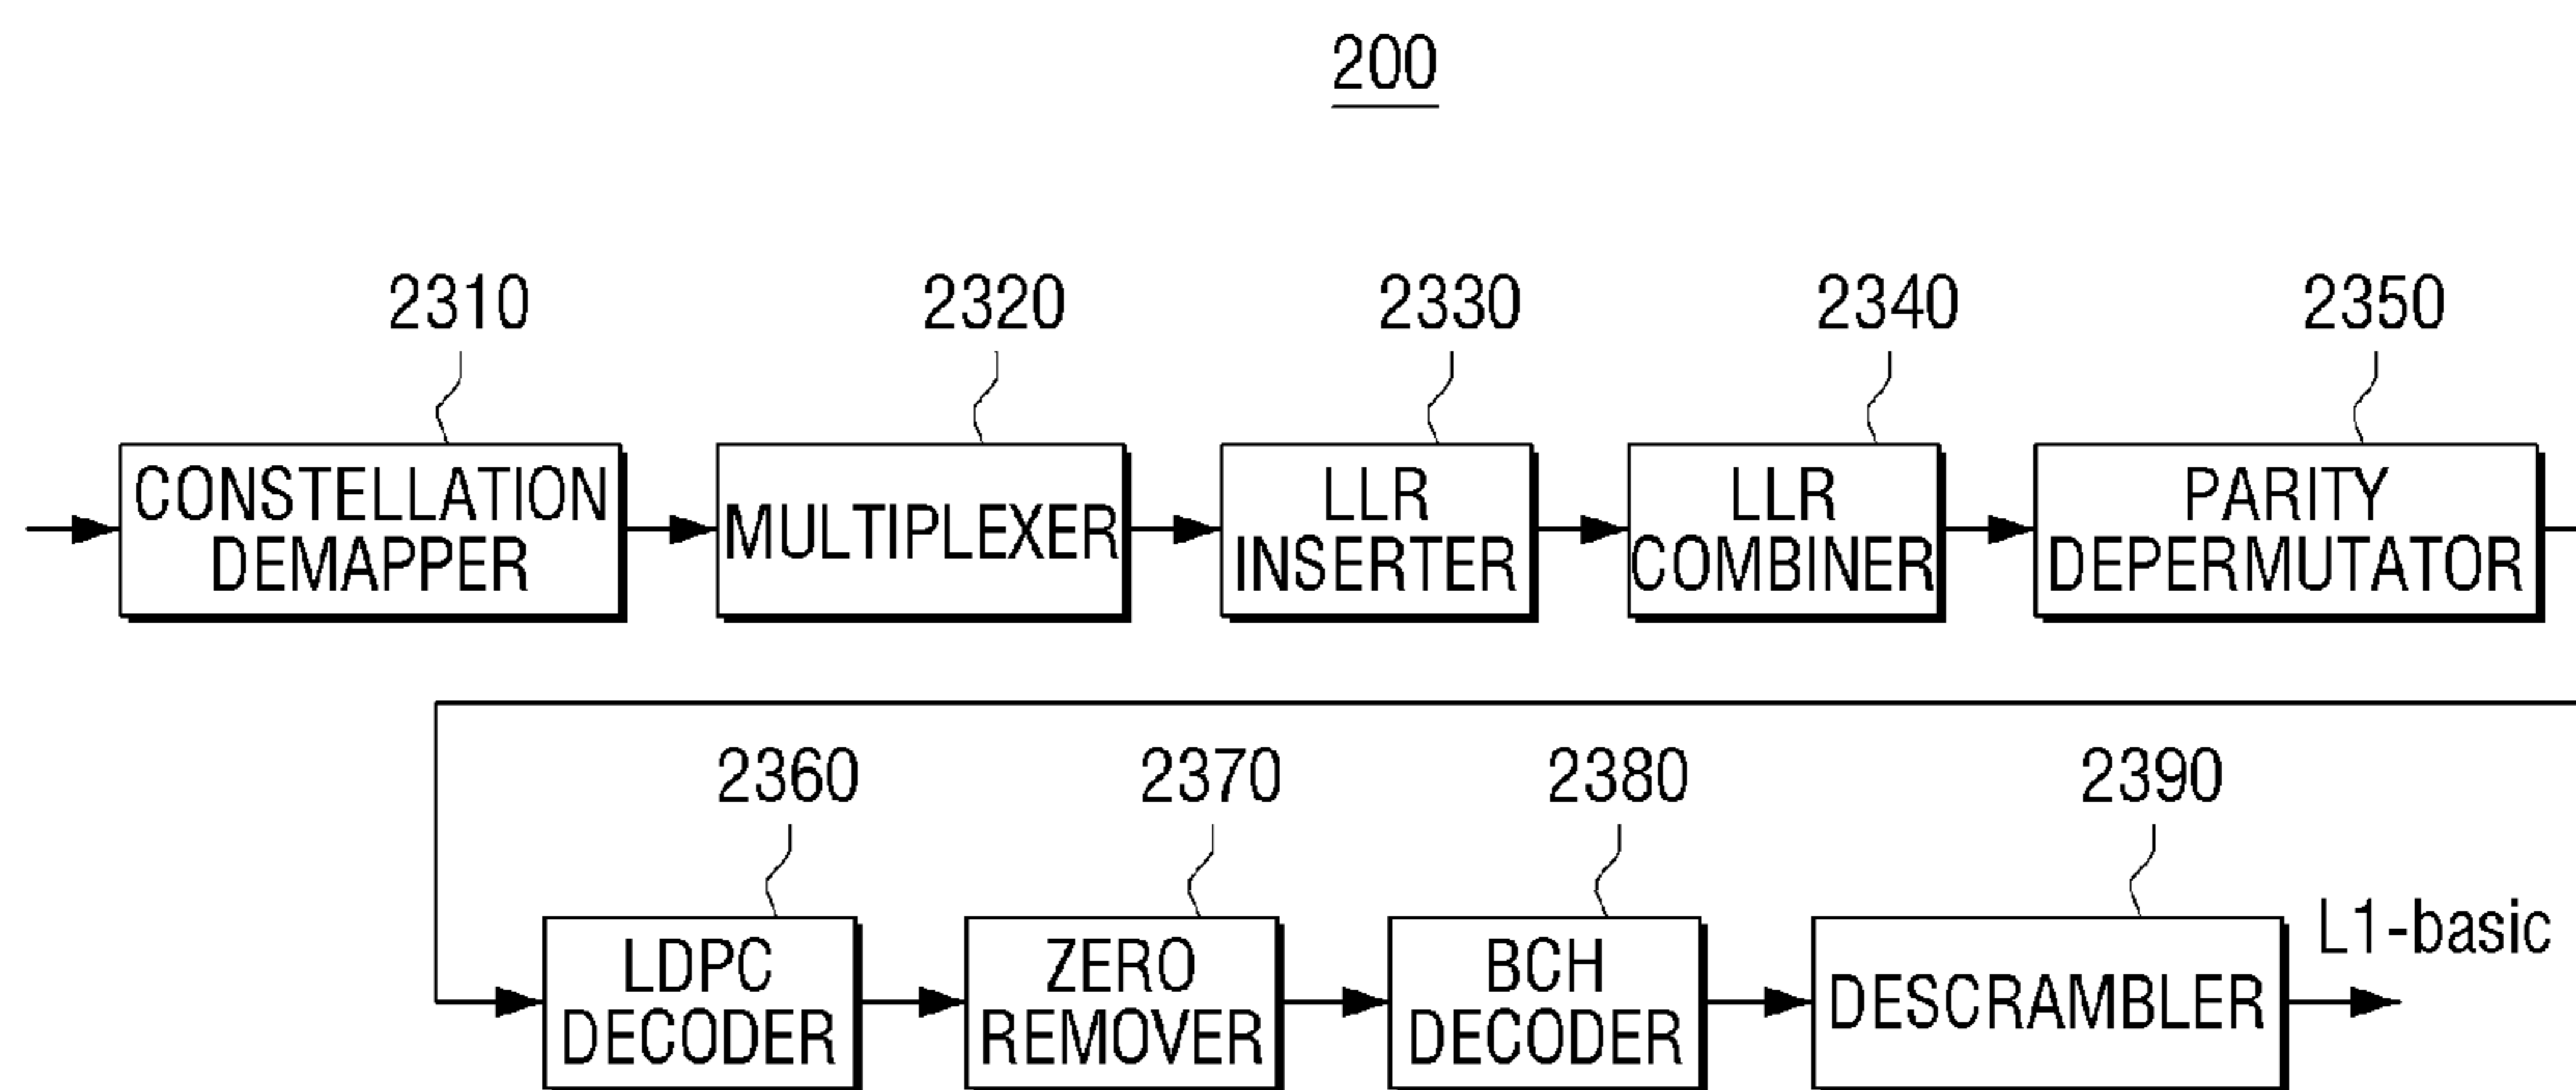 200
2310 2320 2330 2340 2350
CONSTELLATION
DEMAPPER
MULTIPLEXER
LLR
INSERTER
LLR
COMBINER
PARITY
DEPERMUTATOR
2360 2370 2380 2390
LDPC
DECODER
ZERO
REMOVER
BCH
DECODER
DESCRAMBLER
L1-basic